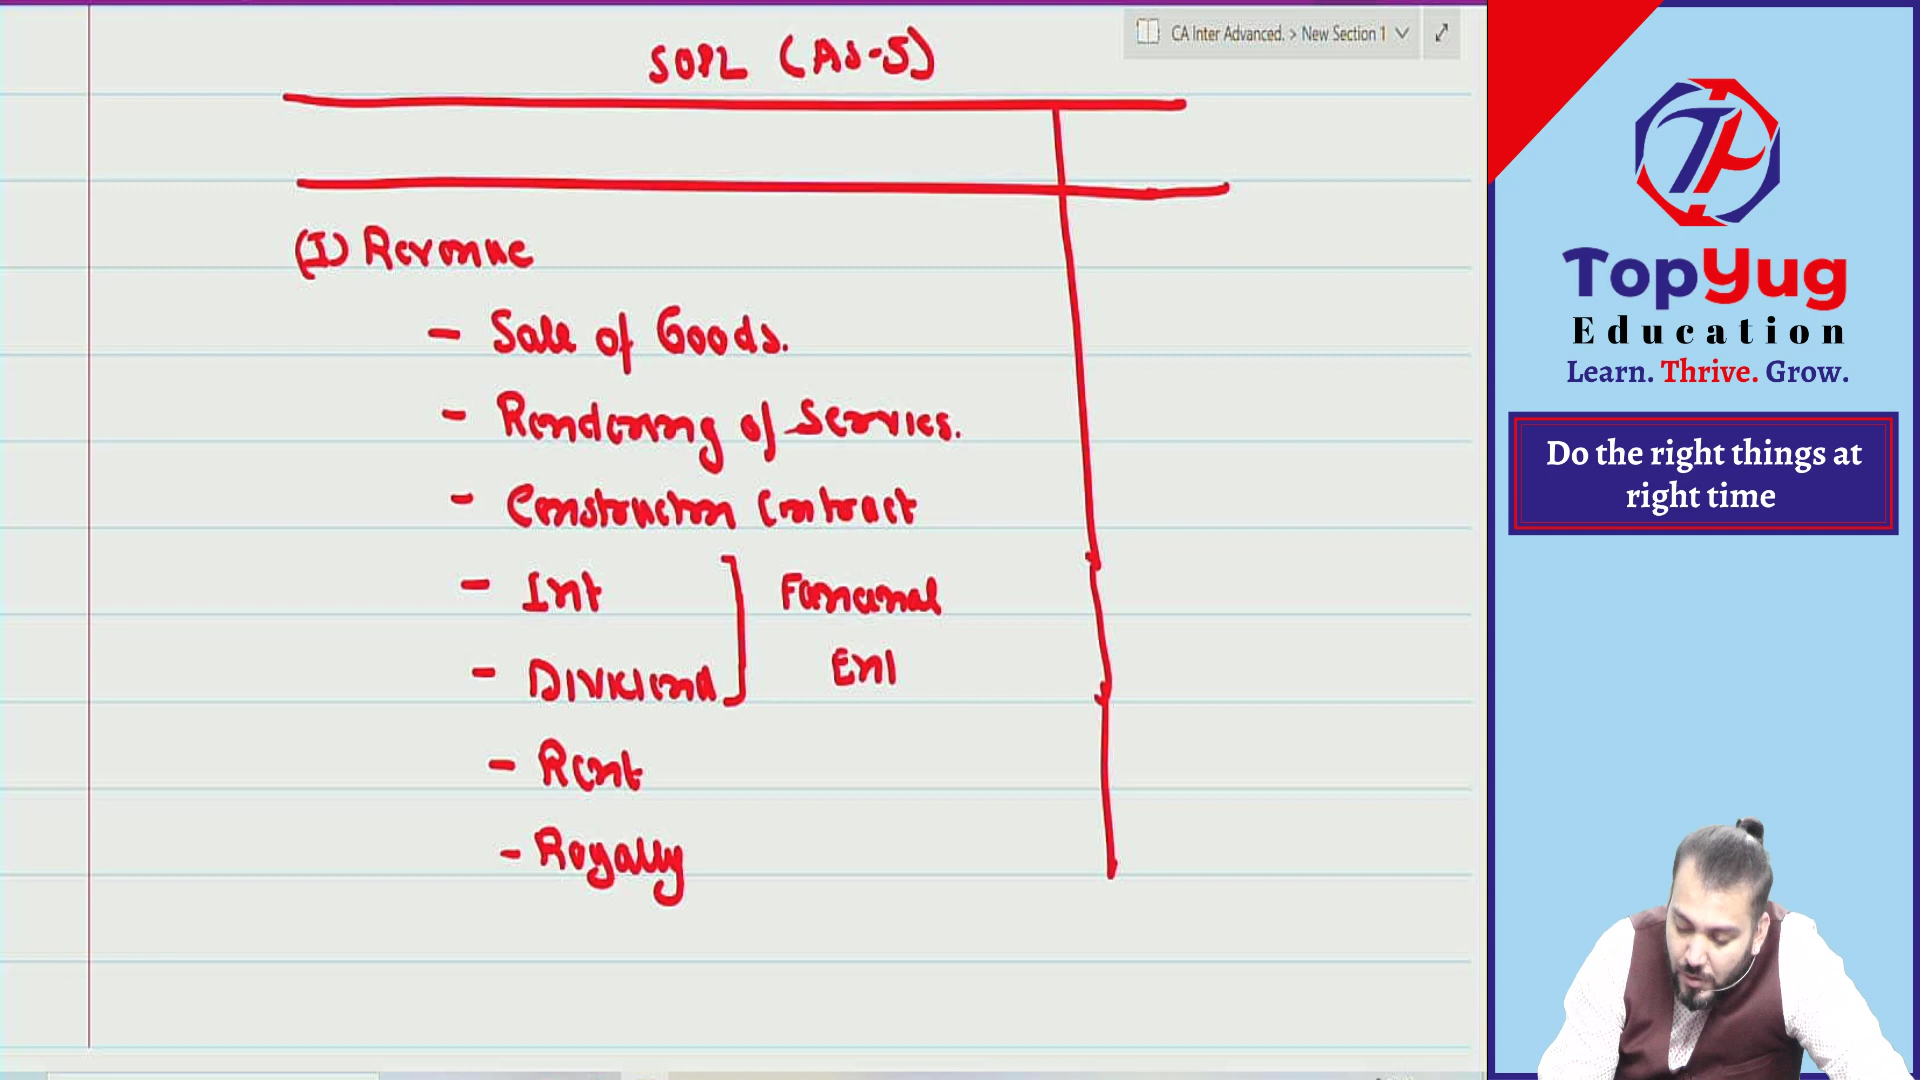 SOPL (AS-5)
CA Inter Advanced. > New Section 1
(I) Revenue
- Sale of Goods.
- Rendering of Services.
- Construction Contract
- Int
Financial
- Dividend
Ent
- Rent
- Royalty
TopYug
Education
Learn. Thrive. Grow.
Do the right things at
right time